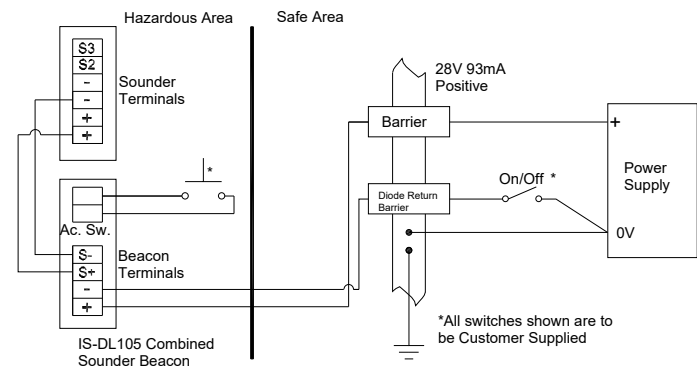 Hazardous Area
Safe Area
S3
S2
-
-
+
+
Sounder
Terminals
28V 93mA
Positive
Barrier
+
Power
Supply
0V
*
Diode Return
Barrier
On/Off *
Ac. Sw.
S-
S+
-
+
Beacon
Terminals
*All switches shown are to
be Customer Supplied
IS-DL105 Combined
Sounder Beacon